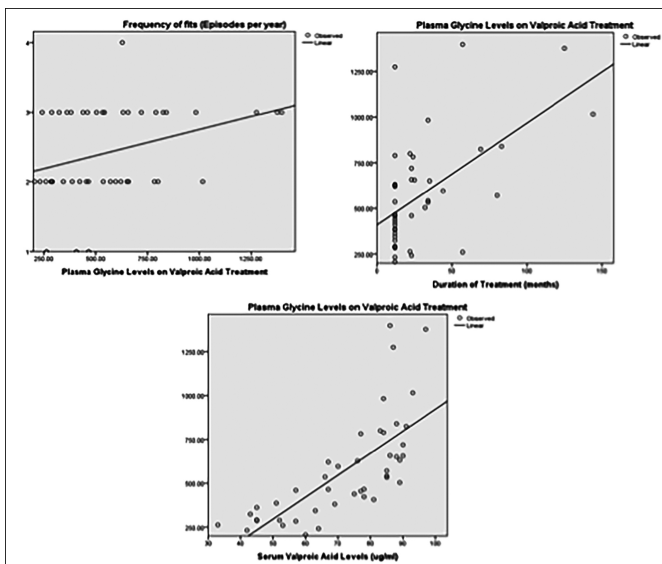 Frequency of fits (Episodes per year)
Observed
Linear
4
3
2
1
250.00 500.00 750.00 1000.00 1250.00
Plasma Glycine Levels on Valproic Acid Treatment
Plasma Glycine Levels on Valproic Acid Treatment
Observed
Linear
1250.00
1000.00
750.00
500.00
250.00
0 50 100 150
Duration of Treatment (months)
Plasma Glycine Levels on Valproic Acid Treatment
Observed
Linear
1250.00
1000.00
750.00
500.00
250.00
30 40 50 60 70 80 90 100
Serum Valproic Acid Levels (ug/ml)